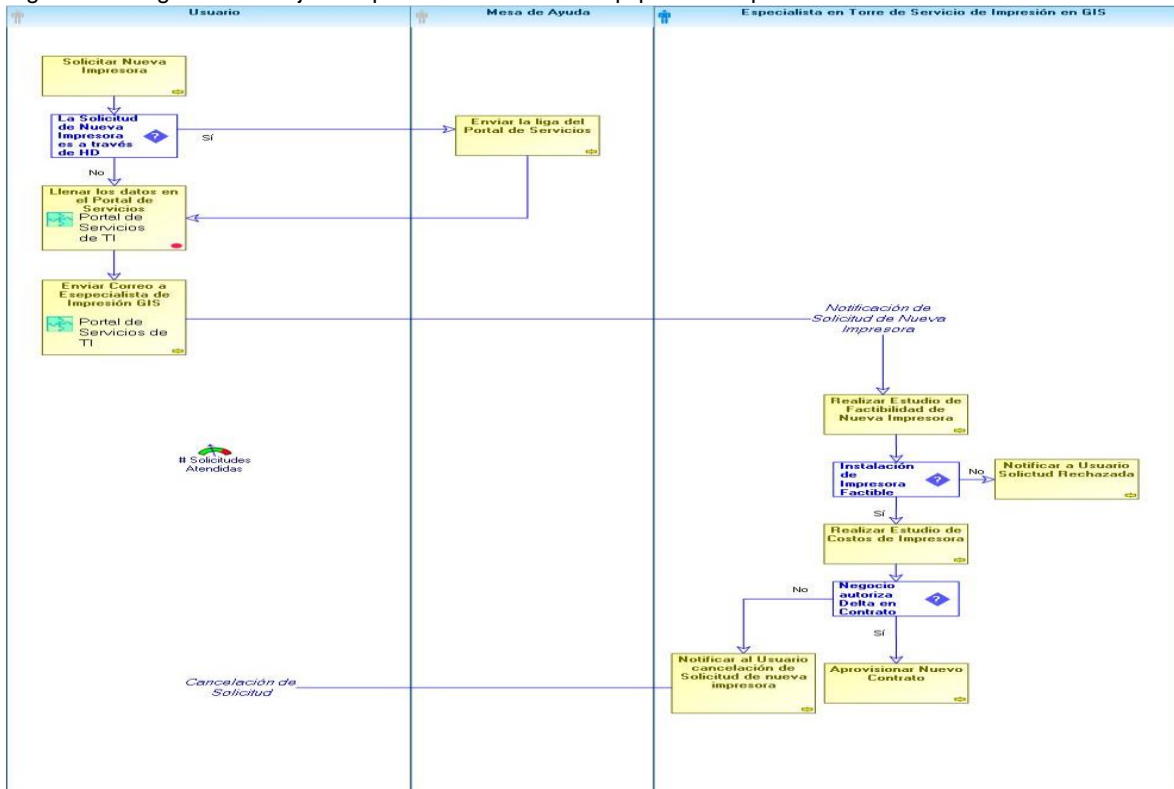 Usuario
Mesa de Ayuda
Especialista en Torre de Servicio de Impresión en GIS
Solicitar Nueva
Impresora
La Solicitud
de Nueva
Impresora
es a través
de HD
Sí
No
Enviar la liga del
Portal de Servicios
Llenar los datos en
el Portal de
Servicios
Portal de
Servicios
de TI
Enviar Correo a
Esepecialista de
Impresión GIS
Portal de
Servicios de
TI
Notificación de
Solicitud de Nueva
Impresora
Realizar Estudio de
Factibilidad de
Nueva Impresora
# Solicitudes
Atendidas
Instalación
de
Impresora
Factible
No
Notificar a Usuario
Solictud Rechazada
Sí
Realizar Estudio de
Costos de Impresora
Negocio
autoriza
Delta en
Contrato
No
Sí
Notificar al Usuario
cancelación de
Solicitud de nueva
impresora
Aprovisionar Nuevo
Contrato
Cancelación de
Solicitud